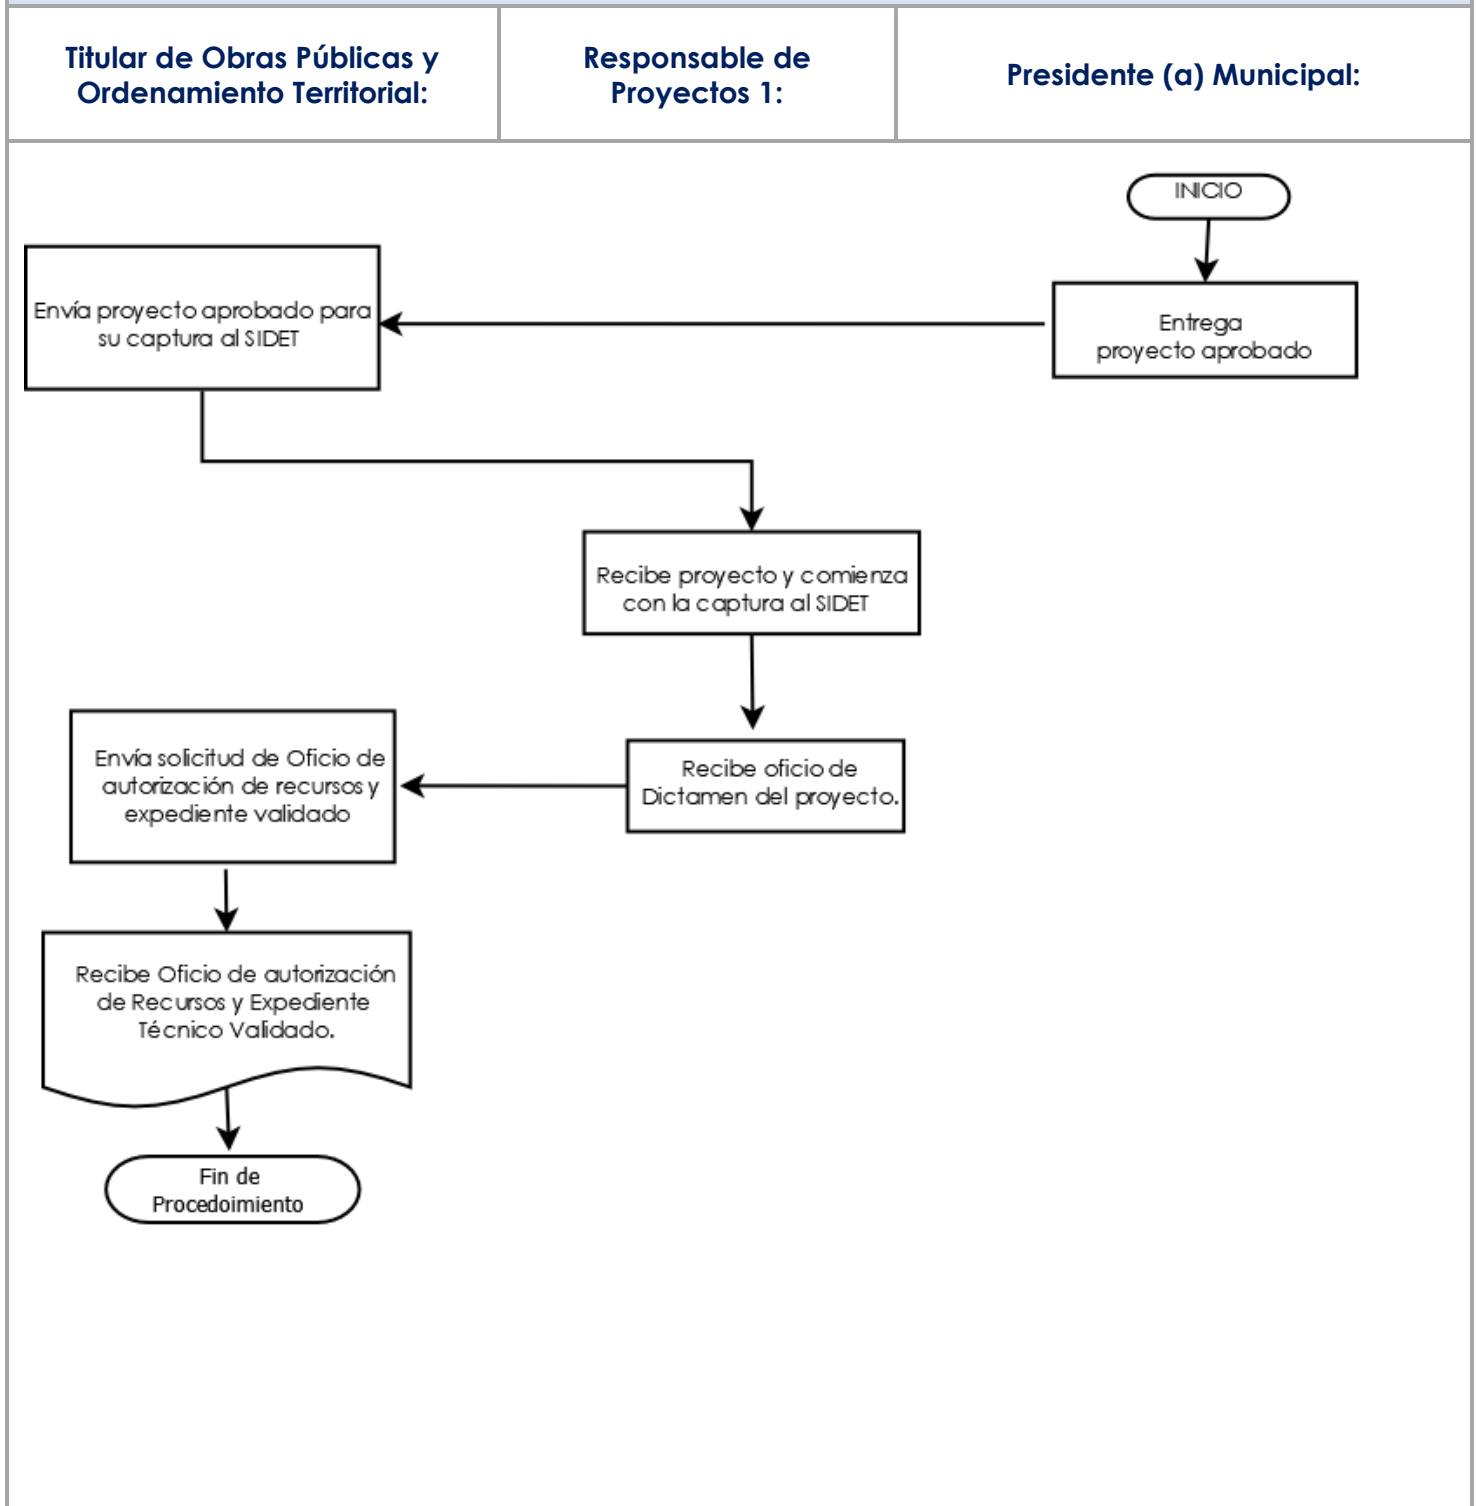 Titular de Obras Públicas y
Ordenamiento Territorial:
Responsable de
Proyectos 1:
Presidente (a) Municipal:
INICIO
Entrega
proyecto aprobado
Envía proyecto aprobado para
su captura al SIDET
Recibe proyecto y comienza
con la captura al SIDET
Recibe oficio de
Dictamen del proyecto.
Envía solicitud de Oficio de
autorización de recursos y
expediente validado
Recibe Oficio de autorización
de Recursos y Expediente
Técnico Validado.
Fin de
Procedoimiento